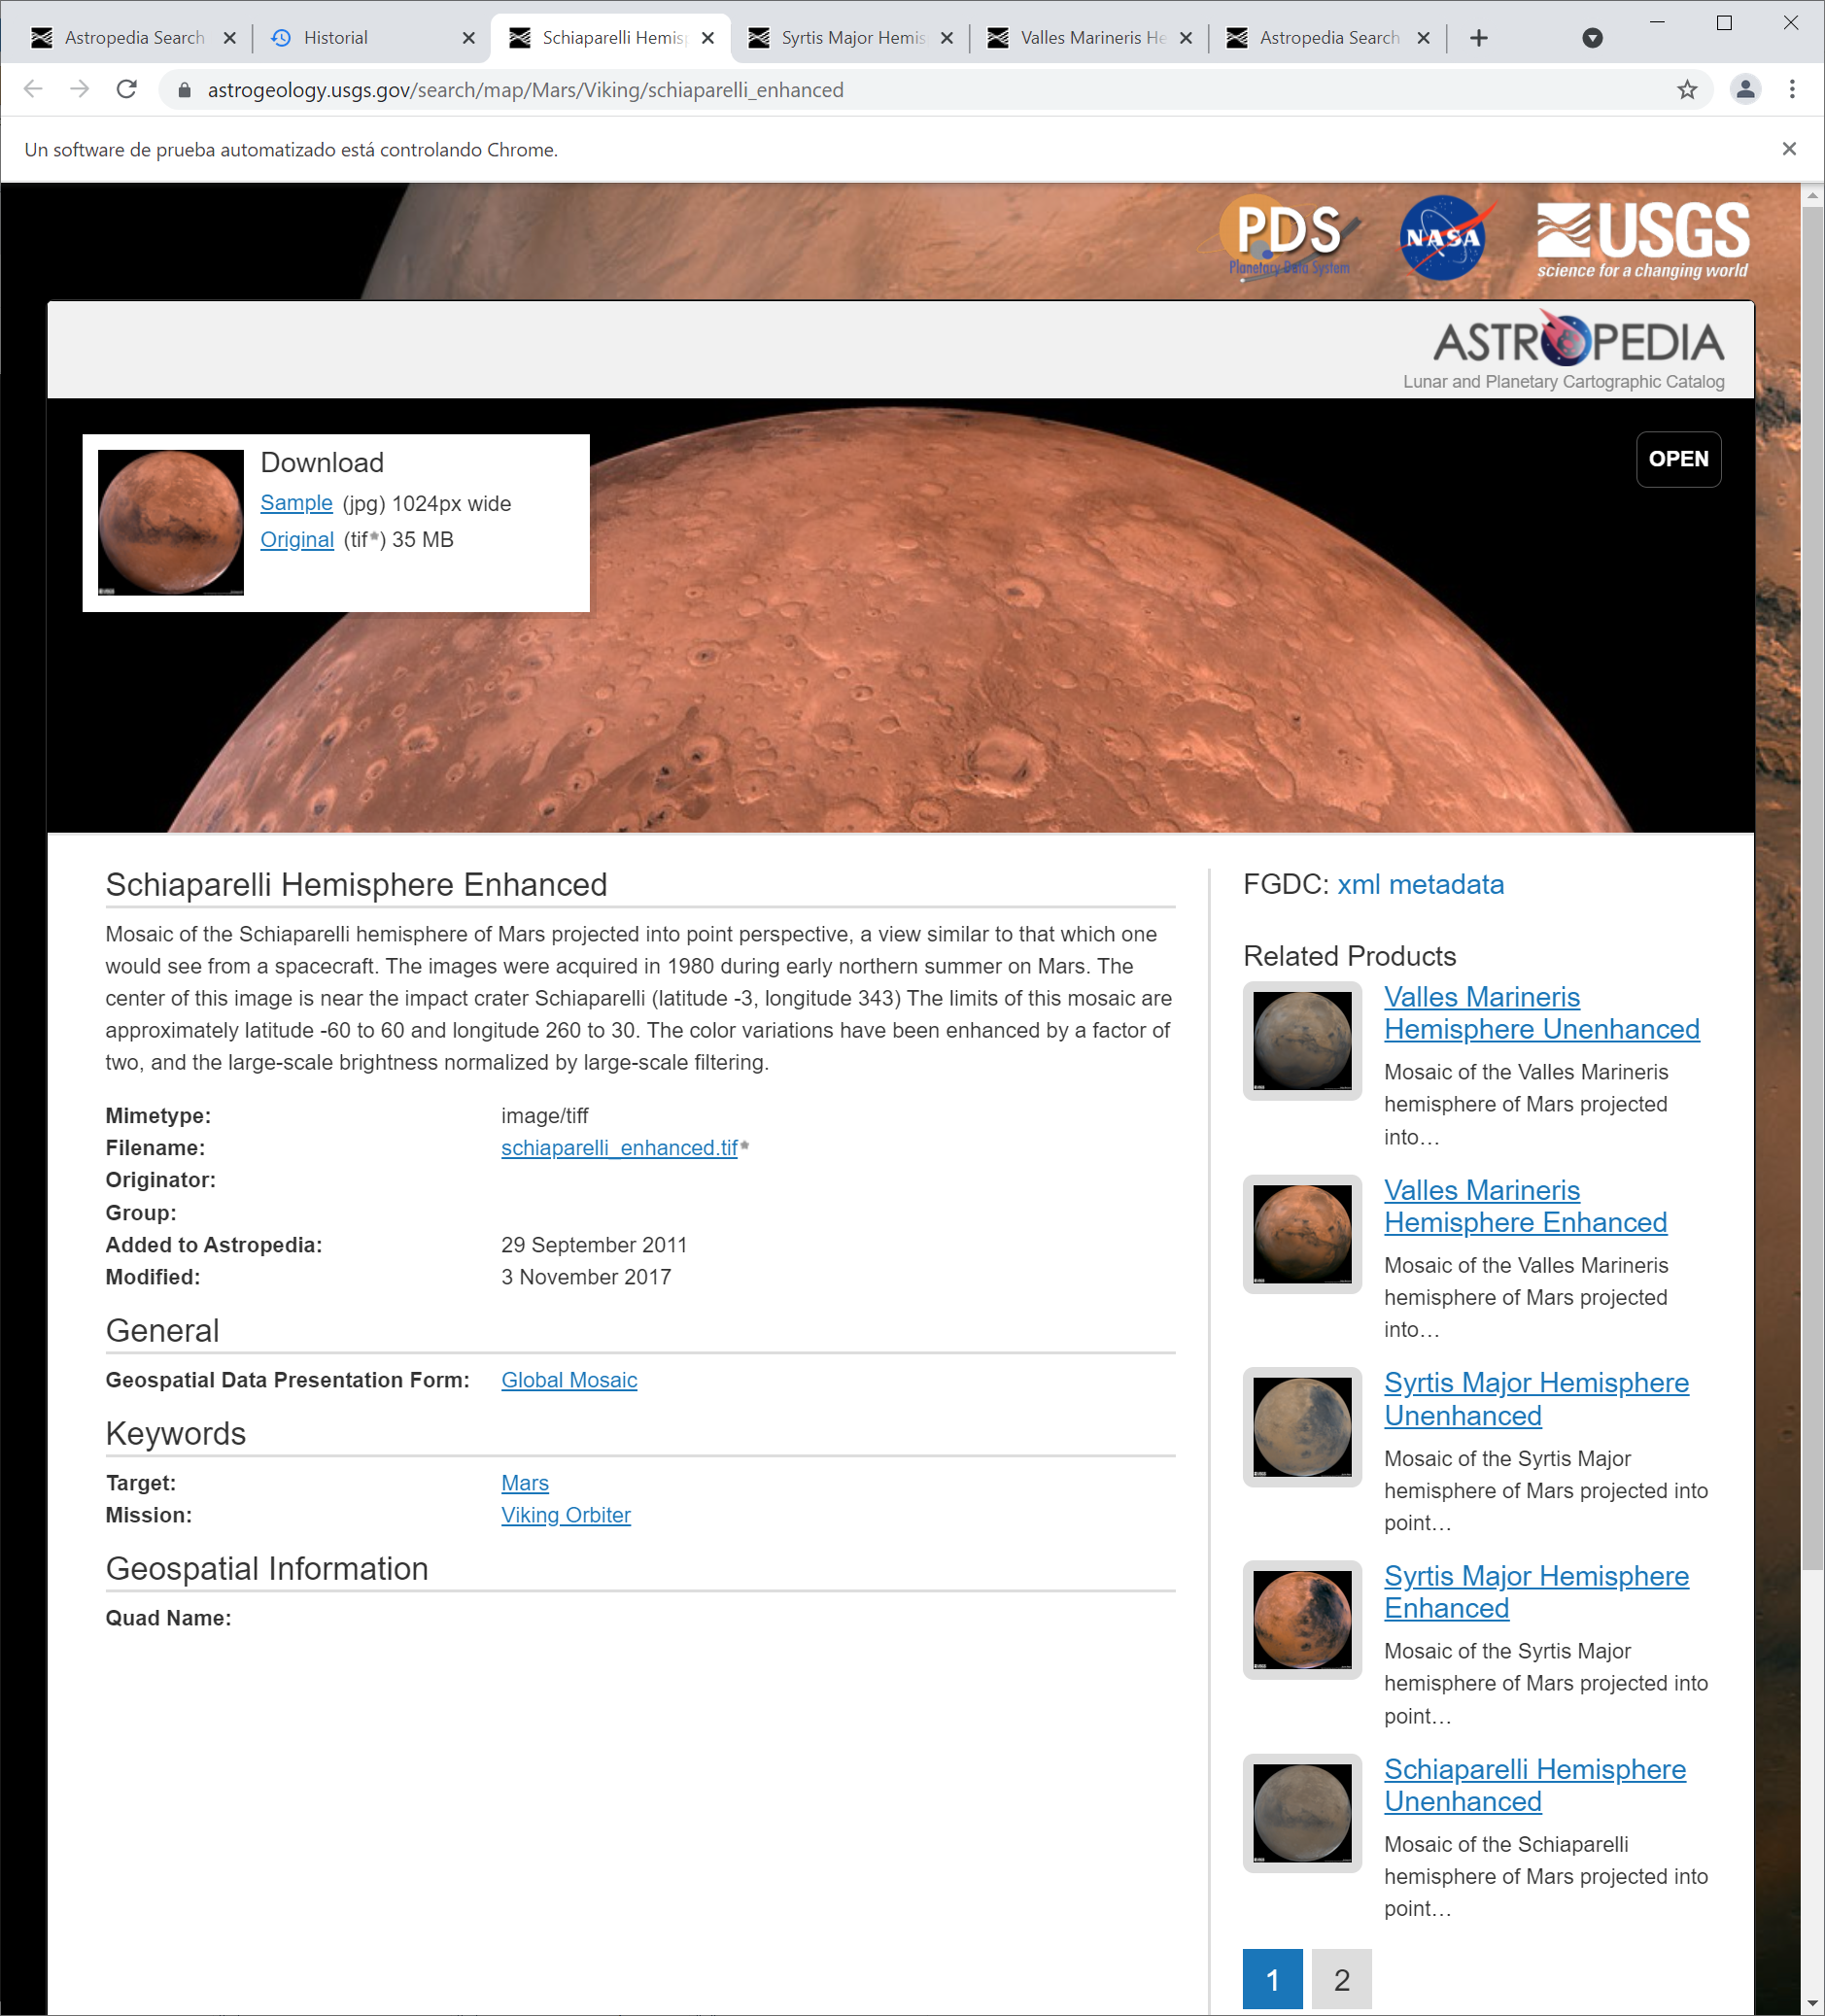 Astropedia Search
Historial
Schiaparelli Hemis
Syrtis Major Hemis
Valles Marineris He
Astropedia Search
astrogeology.usgs.gov/search/map/Mars/Viking/schiaparelli_enhanced
Un software de prueba automatizado está controlando Chrome.
PDS
Planetary Data System
NASA
USGS
science for a changing world
ASTROPEDIA
Lunar and Planetary Cartographic Catalog
Download
Sample (jpg) 1024px wide
Original (tif*) 35 MB
OPEN
Schiaparelli Hemisphere Enhanced
Mosaic of the Schiaparelli hemisphere of Mars projected into point perspective, a view similar to that which one
would see from a spacecraft. The images were acquired in 1980 during early northern summer on Mars. The
center of this image is near the impact crater Schiaparelli (latitude -3, longitude 343) The limits of this mosaic are
approximately latitude -60 to 60 and longitude 260 to 30. The color variations have been enhanced by a factor of
two, and the large-scale brightness normalized by large-scale filtering.
Mimetype: image/tiff
Filename: schiaparelli_enhanced.tif*
Originator:
Group:
Added to Astropedia: 29 September 2011
Modified: 3 November 2017
General
Geospatial Data Presentation Form: Global Mosaic
Keywords
Target: Mars
Mission: Viking Orbiter
Geospatial Information
Quad Name:
FGDC: xml metadata
Related Products
Valles Marineris
Hemisphere Unenhanced
Mosaic of the Valles Marineris
hemisphere of Mars projected
into…
Valles Marineris
Hemisphere Enhanced
Mosaic of the Valles Marineris
hemisphere of Mars projected
into…
Syrtis Major Hemisphere
Unenhanced
Mosaic of the Syrtis Major
hemisphere of Mars projected into
point…
Syrtis Major Hemisphere
Enhanced
Mosaic of the Syrtis Major
hemisphere of Mars projected into
point…
Schiaparelli Hemisphere
Unenhanced
Mosaic of the Schiaparelli
hemisphere of Mars projected into
point…
1 2